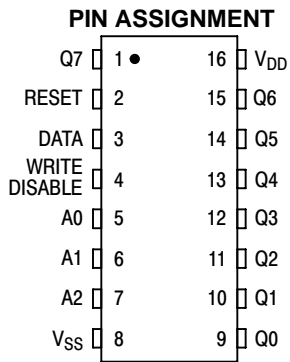 PIN ASSIGNMENT
Q7 1 16 VDD
RESET 2 15 Q6
DATA 3 14 Q5
WRITE
DISABLE 4 13 Q4
A0 5 12 Q3
A1 6 11 Q2
A2 7 10 Q1
VSS 8 9 Q0